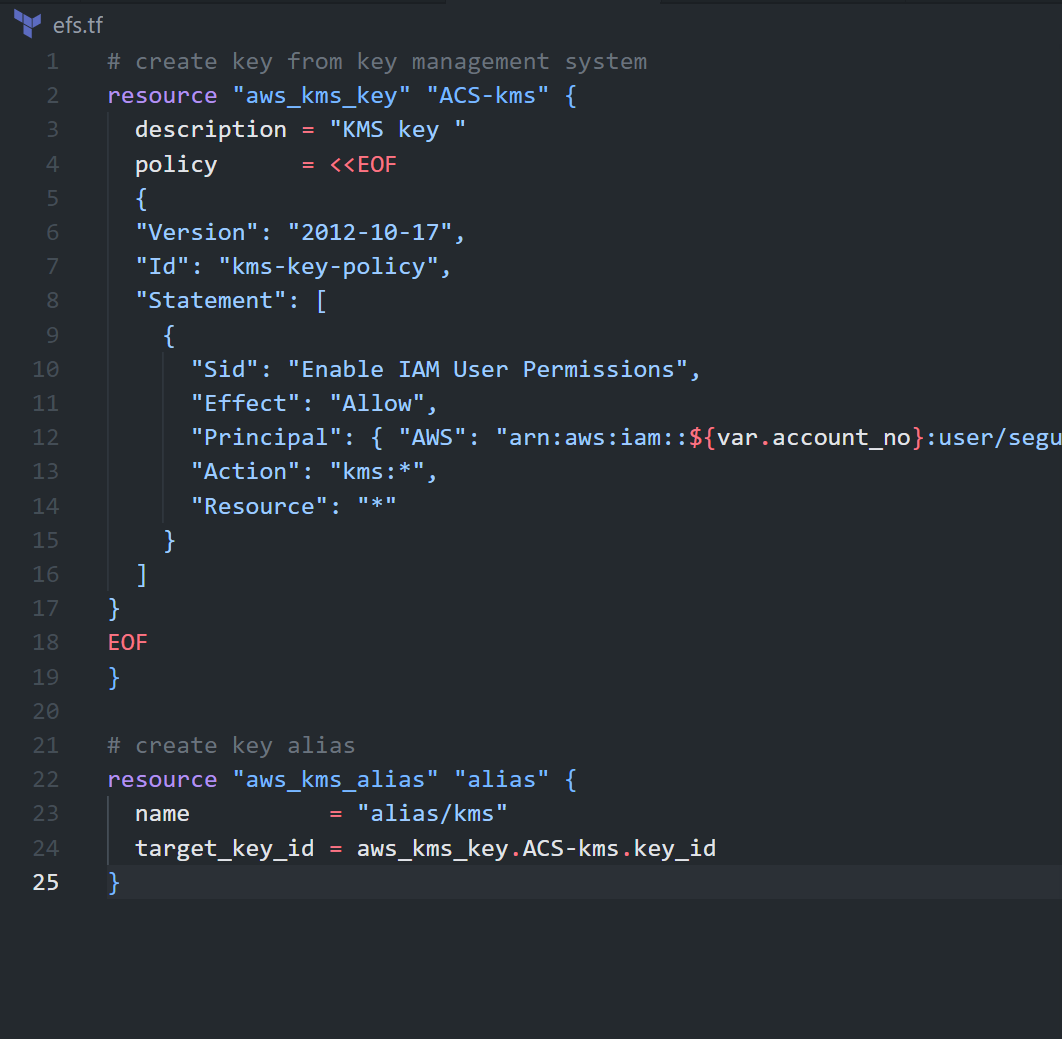 efs.tf
1 # create key from key management system
2 resource "aws_kms_key" "ACS-kms" {
3   description = "KMS key "
4   policy      = <<EOF
5   {
6   "Version": "2012-10-17",
7   "Id": "kms-key-policy",
8   "Statement": [
9     {
10       "Sid": "Enable IAM User Permissions",
11       "Effect": "Allow",
12       "Principal": { "AWS": "arn:aws:iam::${var.account_no}:user/segu
13       "Action": "kms:*",
14       "Resource": "*"
15     }
16   ]
17 }
18 EOF
19 }
20
21 # create key alias
22 resource "aws_kms_alias" "alias" {
23   name          = "alias/kms"
24   target_key_id = aws_kms_key.ACS-kms.key_id
25 }